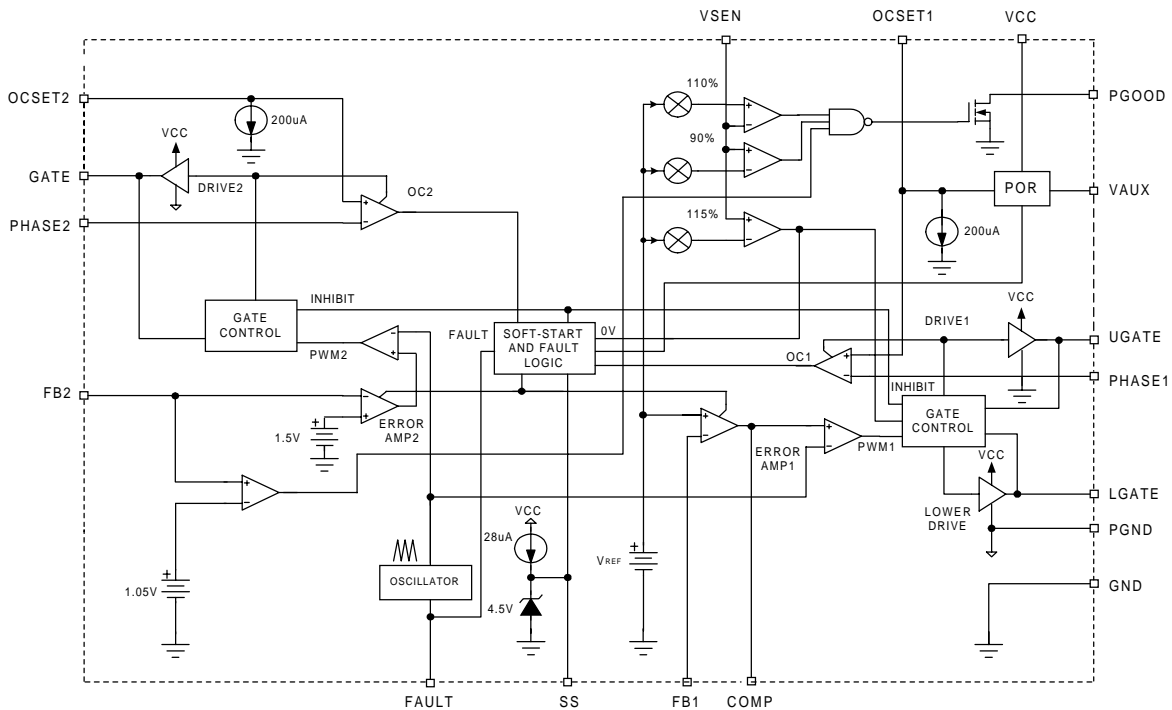 VSEN
OCSET1
VCC
OCSET2
110%
PGOOD
200uA
VCC
90%
GATE
DRIVE2
OC2
POR
VAUX
PHASE2
115%
200uA
INHIBIT
VCC
GATE
CONTROL
FAULT
SOFT-START
AND FAULT
LOGIC
0V
DRIVE1
UGATE
PWM2
OC1
PHASE1
FB2
INHIBIT
GATE
CONTROL
1.5V
ERROR
AMP2
ERROR
AMP1
PWM1
VCC
LGATE
LOWER
DRIVE
PGND
VCC
28uA
OSCILLATOR
VREF
1.05V
4.5V
GND
FAULT
SS
FB1
COMP